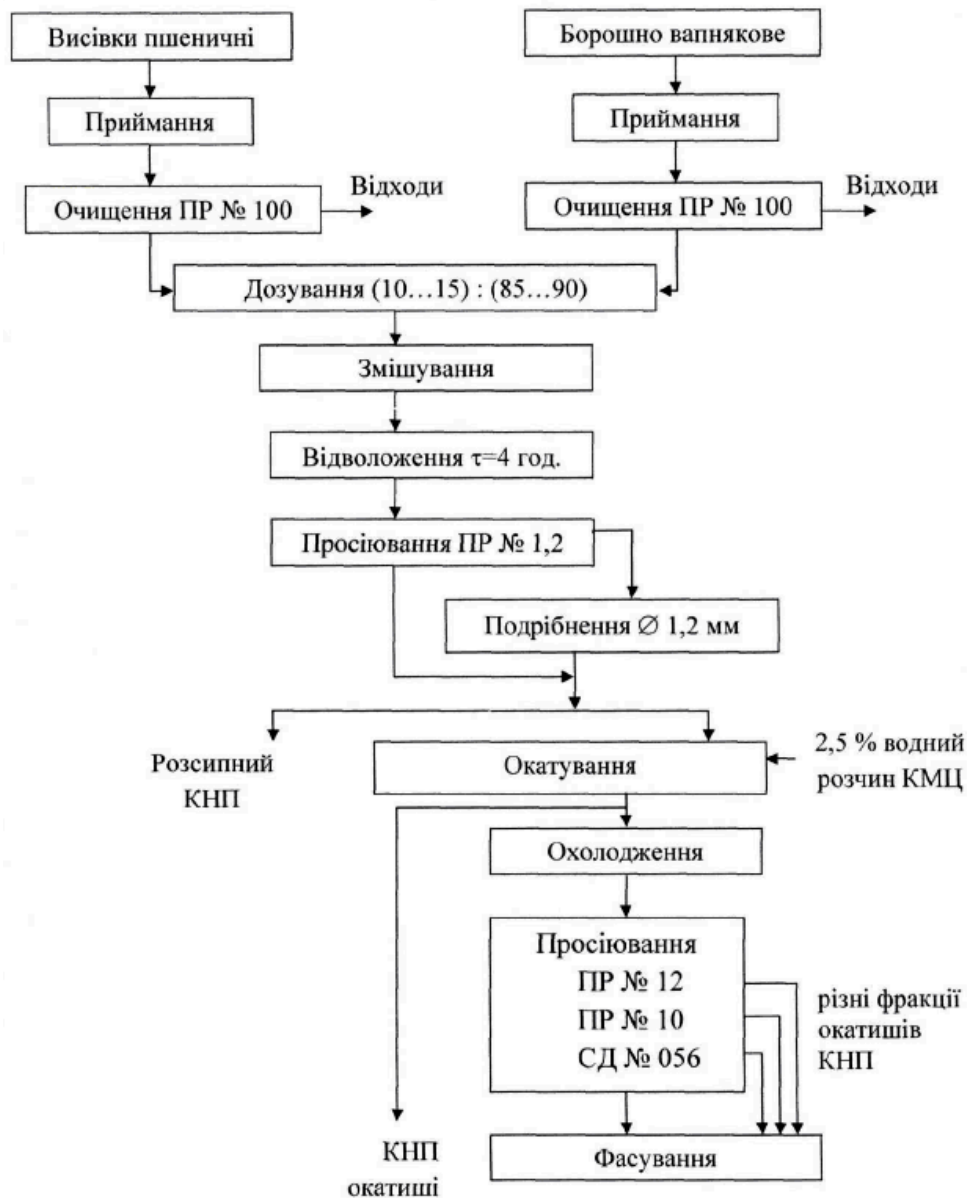 Висівки пшеничні
Борошно вапнякове
Приймання
Приймання
Очищення ПР № 100
Відходи
Очищення ПР № 100
Відходи
Дозування (10…15) : (85…90)
Змішування
Відволоження τ=4 год.
Просіювання ПР № 1,2
Подрібнення ∅ 1,2 мм
Розсипний
КНП
Окатування
2,5 % водний
розчин КМЦ
Охолодження
Просіювання
ПР № 12
ПР № 10
СД № 056
різні фракції
окатишів
КНП
КНП
окатиші
Фасування